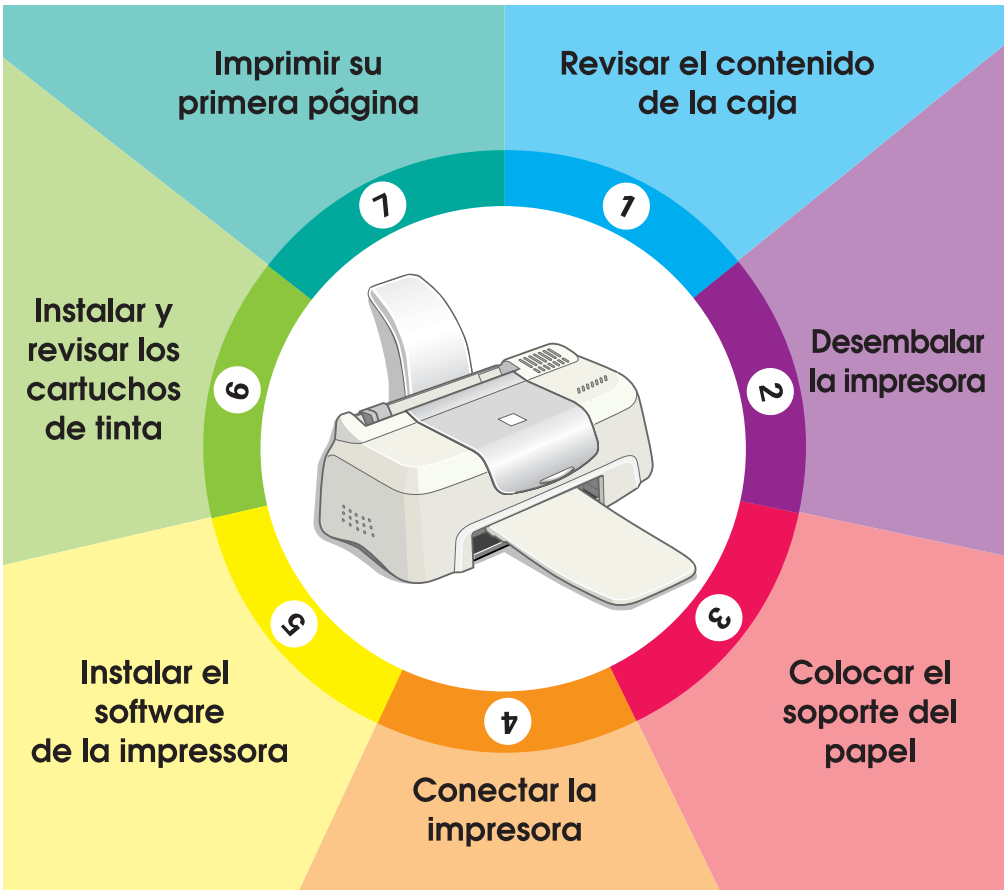 1
Revisar el contenido
de la caja
2
Desembalar
la impresora
3
Colocar el
soporte del
papel
4
Conectar la
impresora
5
Instalar el
software
de la impressora
6
Instalar y
revisar los
cartuchos
de tinta
7
Imprimir su
primera página